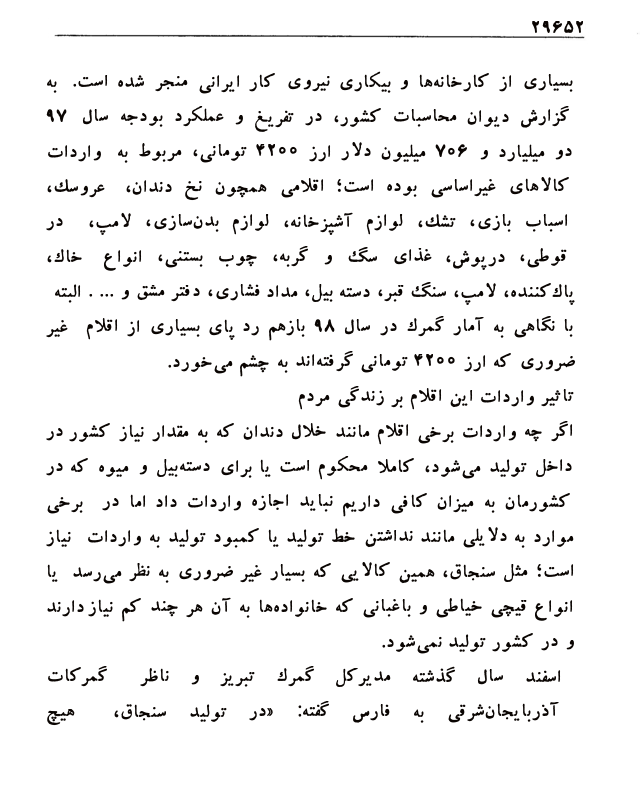 ۲۹۶۵۲
بسیاری از کارخانه‌ها و بیکاری نیروی کار ایرانی منجر شده است. به
گزارش دیوان محاسبات کشور، در تفریغ و عملکرد بودجه سال ۹۷
دو میلیارد و ۷۰۶ میلیون دلار ارز ۴۲۰۰ تومانی، مربوط به واردات
کالاهای غیراساسی بوده است؛ اقلامی همچون نخ دندان، عروسک،
اسباب بازی، تشک، لوازم آشپزخانه، لوازم بدن‌سازی، لامپ، در
قوطی، درپوش، غذای سگ و گربه، چوب بستنی، انواع خاک،
پاک‌کننده، لامپ، سنگ قبر، دسته بیل، مداد فشاری، دفتر مشق و ... . البته
با نگاهی به آمار گمرک در سال ۹۸ بازهم رد پای بسیاری از اقلام غیر
ضروری که ارز ۴۲۰۰ تومانی گرفته‌اند به چشم می‌خورد.
تاثیر واردات این اقلام بر زندگی مردم
اگر چه واردات برخی اقلام مانند خلال دندان که به مقدار نیاز کشور در
داخل تولید می‌شود، کاملا محکوم است یا برای دسته‌بیل و میوه که در
کشورمان به میزان کافی داریم نباید اجازه واردات داد اما در برخی
موارد به دلایلی مانند نداشتن خط تولید یا کمبود تولید به واردات نیاز
است؛ مثل سنجاق، همین کالایی که بسیار غیر ضروری به نظر می‌رسد یا
انواع قیچی خیاطی و باغبانی که خانواده‌ها به آن هر چند کم نیاز دارند
و در کشور تولید نمی‌شود.
اسفند سال گذشته مدیرکل گمرک تبریز و ناظر گمرکات
آذربایجان‌شرقی به فارس گفته: «در تولید سنجاق، هیچ